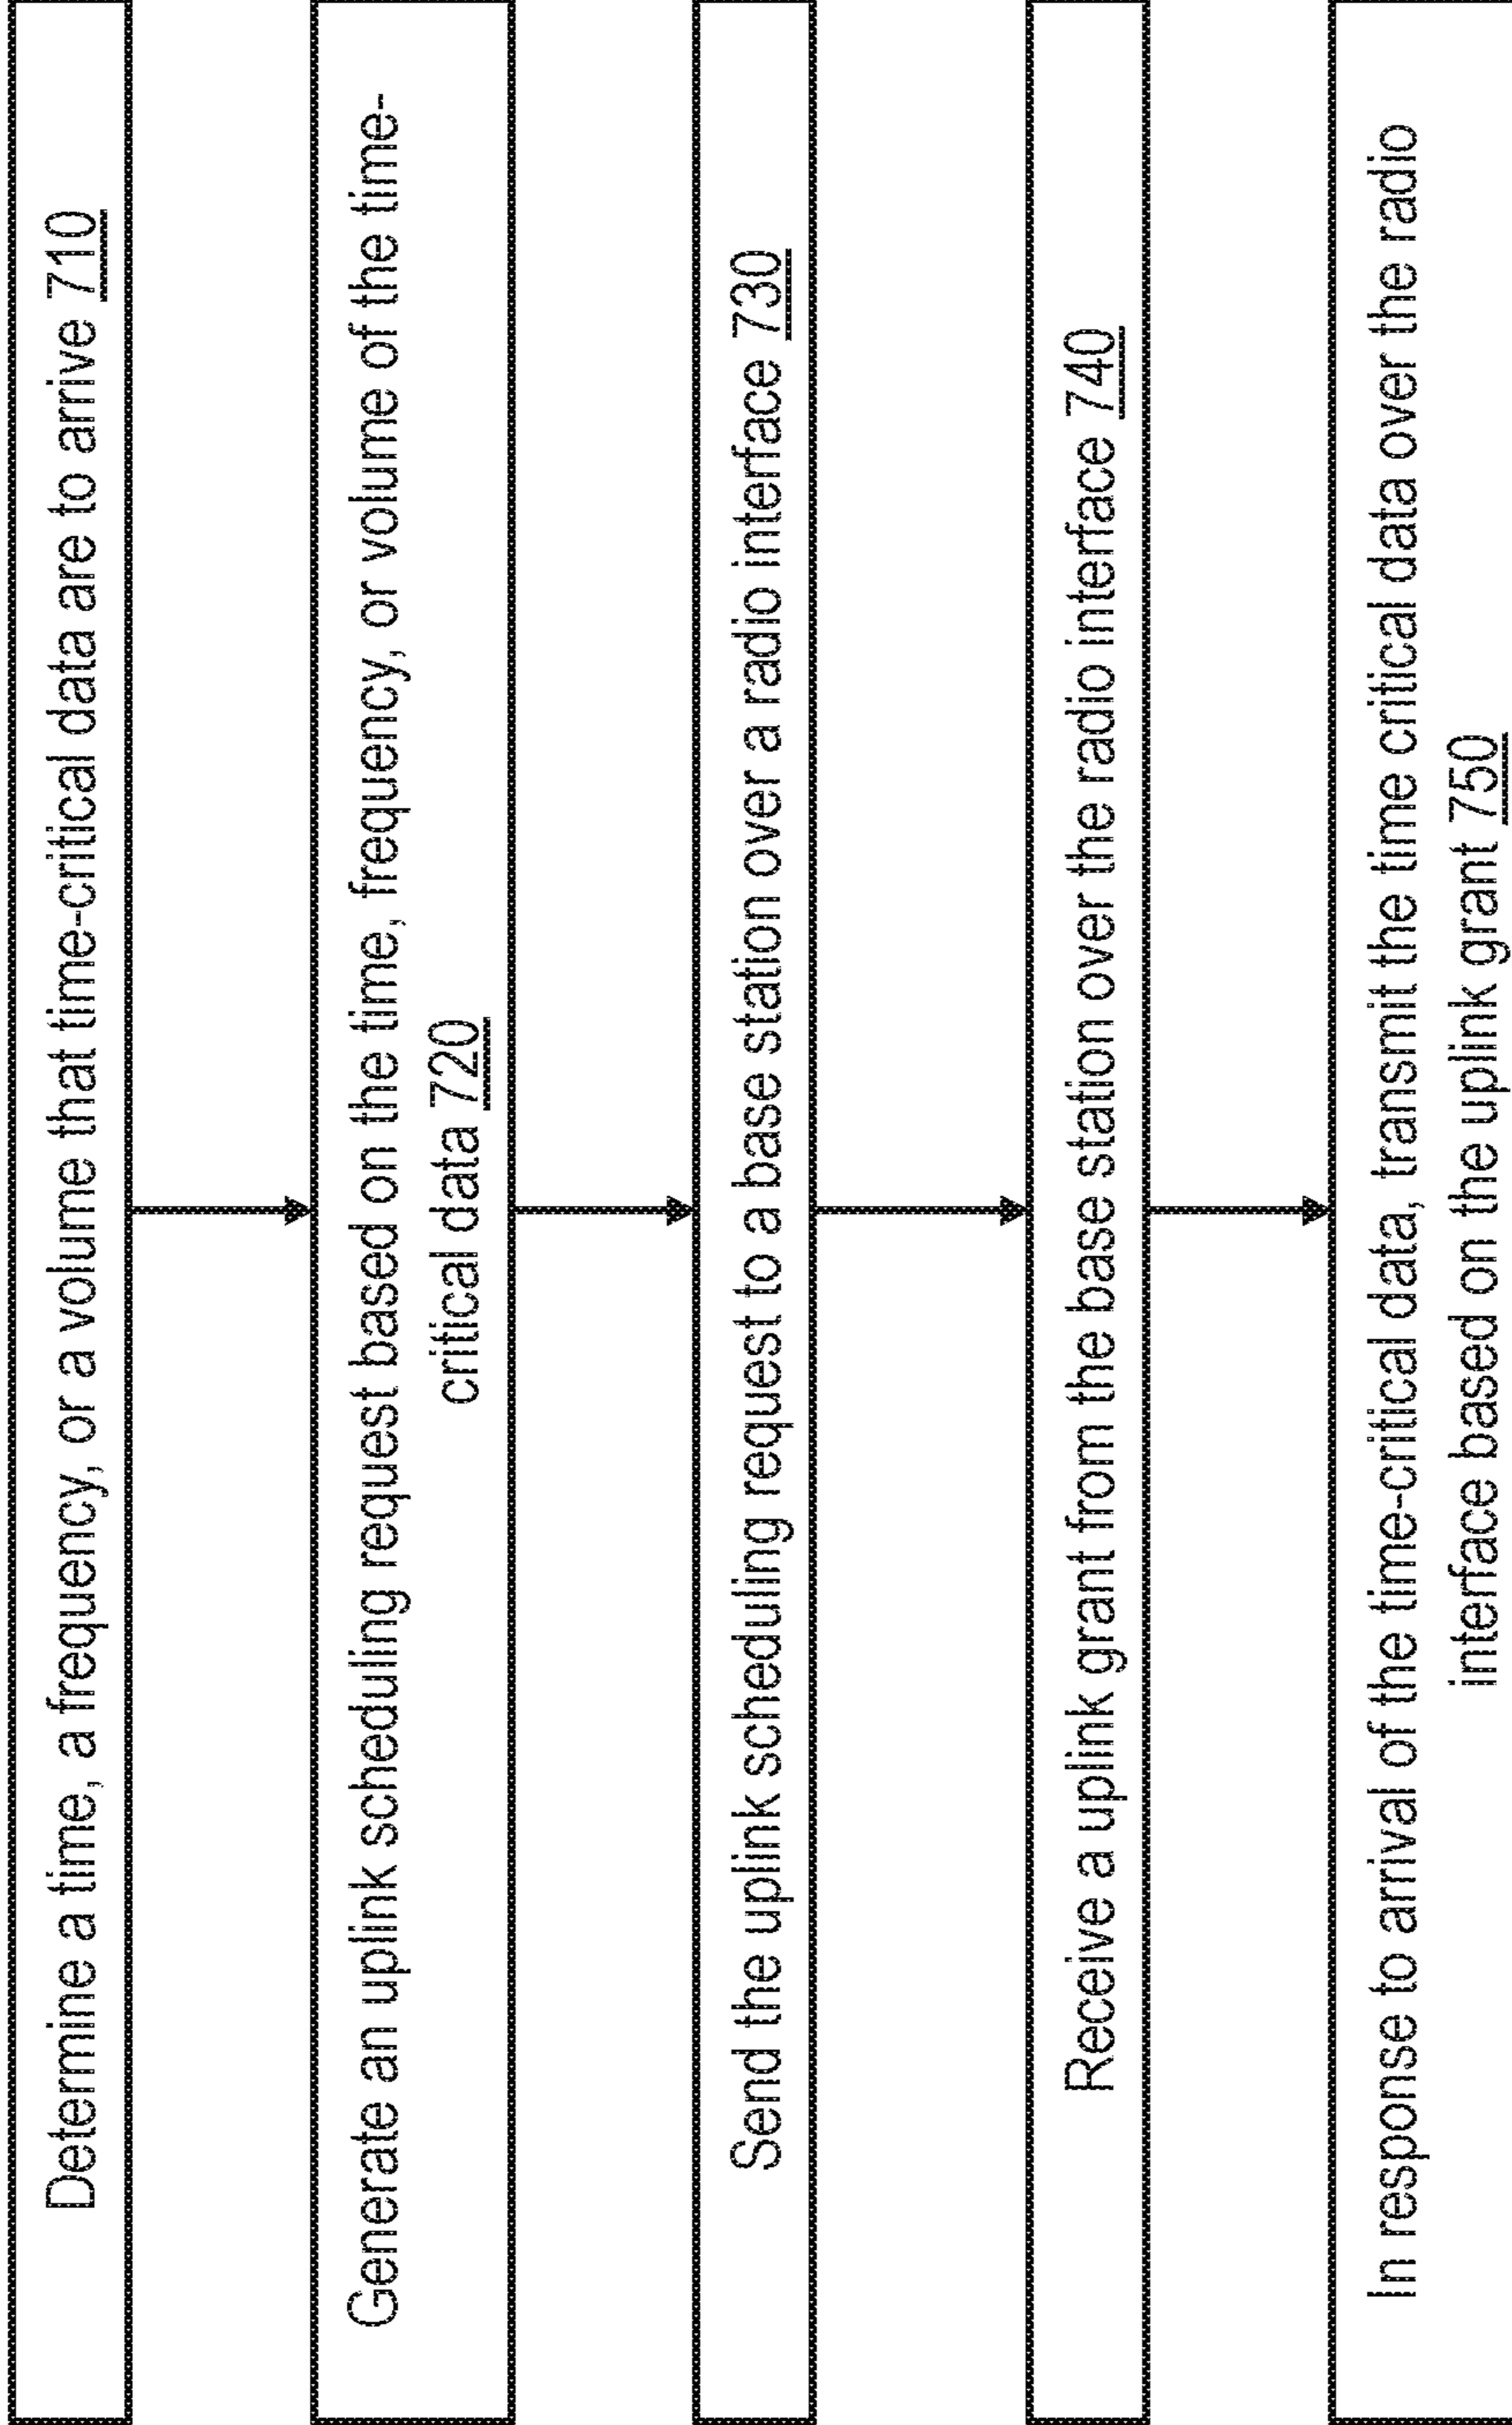 Determine a time, a frequency, or a volume that time-critical data are to arrive 710
Generate an uplink scheduling request based on the time, frequency, or volume of the time-
critical data 720
Send the uplink scheduling request to a base station over a radio interface 730
Receive a uplink grant from the base station over the radio interface 740
In response to arrival of the time-critical data, transmit the time critical data over the radio
interface based on the uplink grant 750